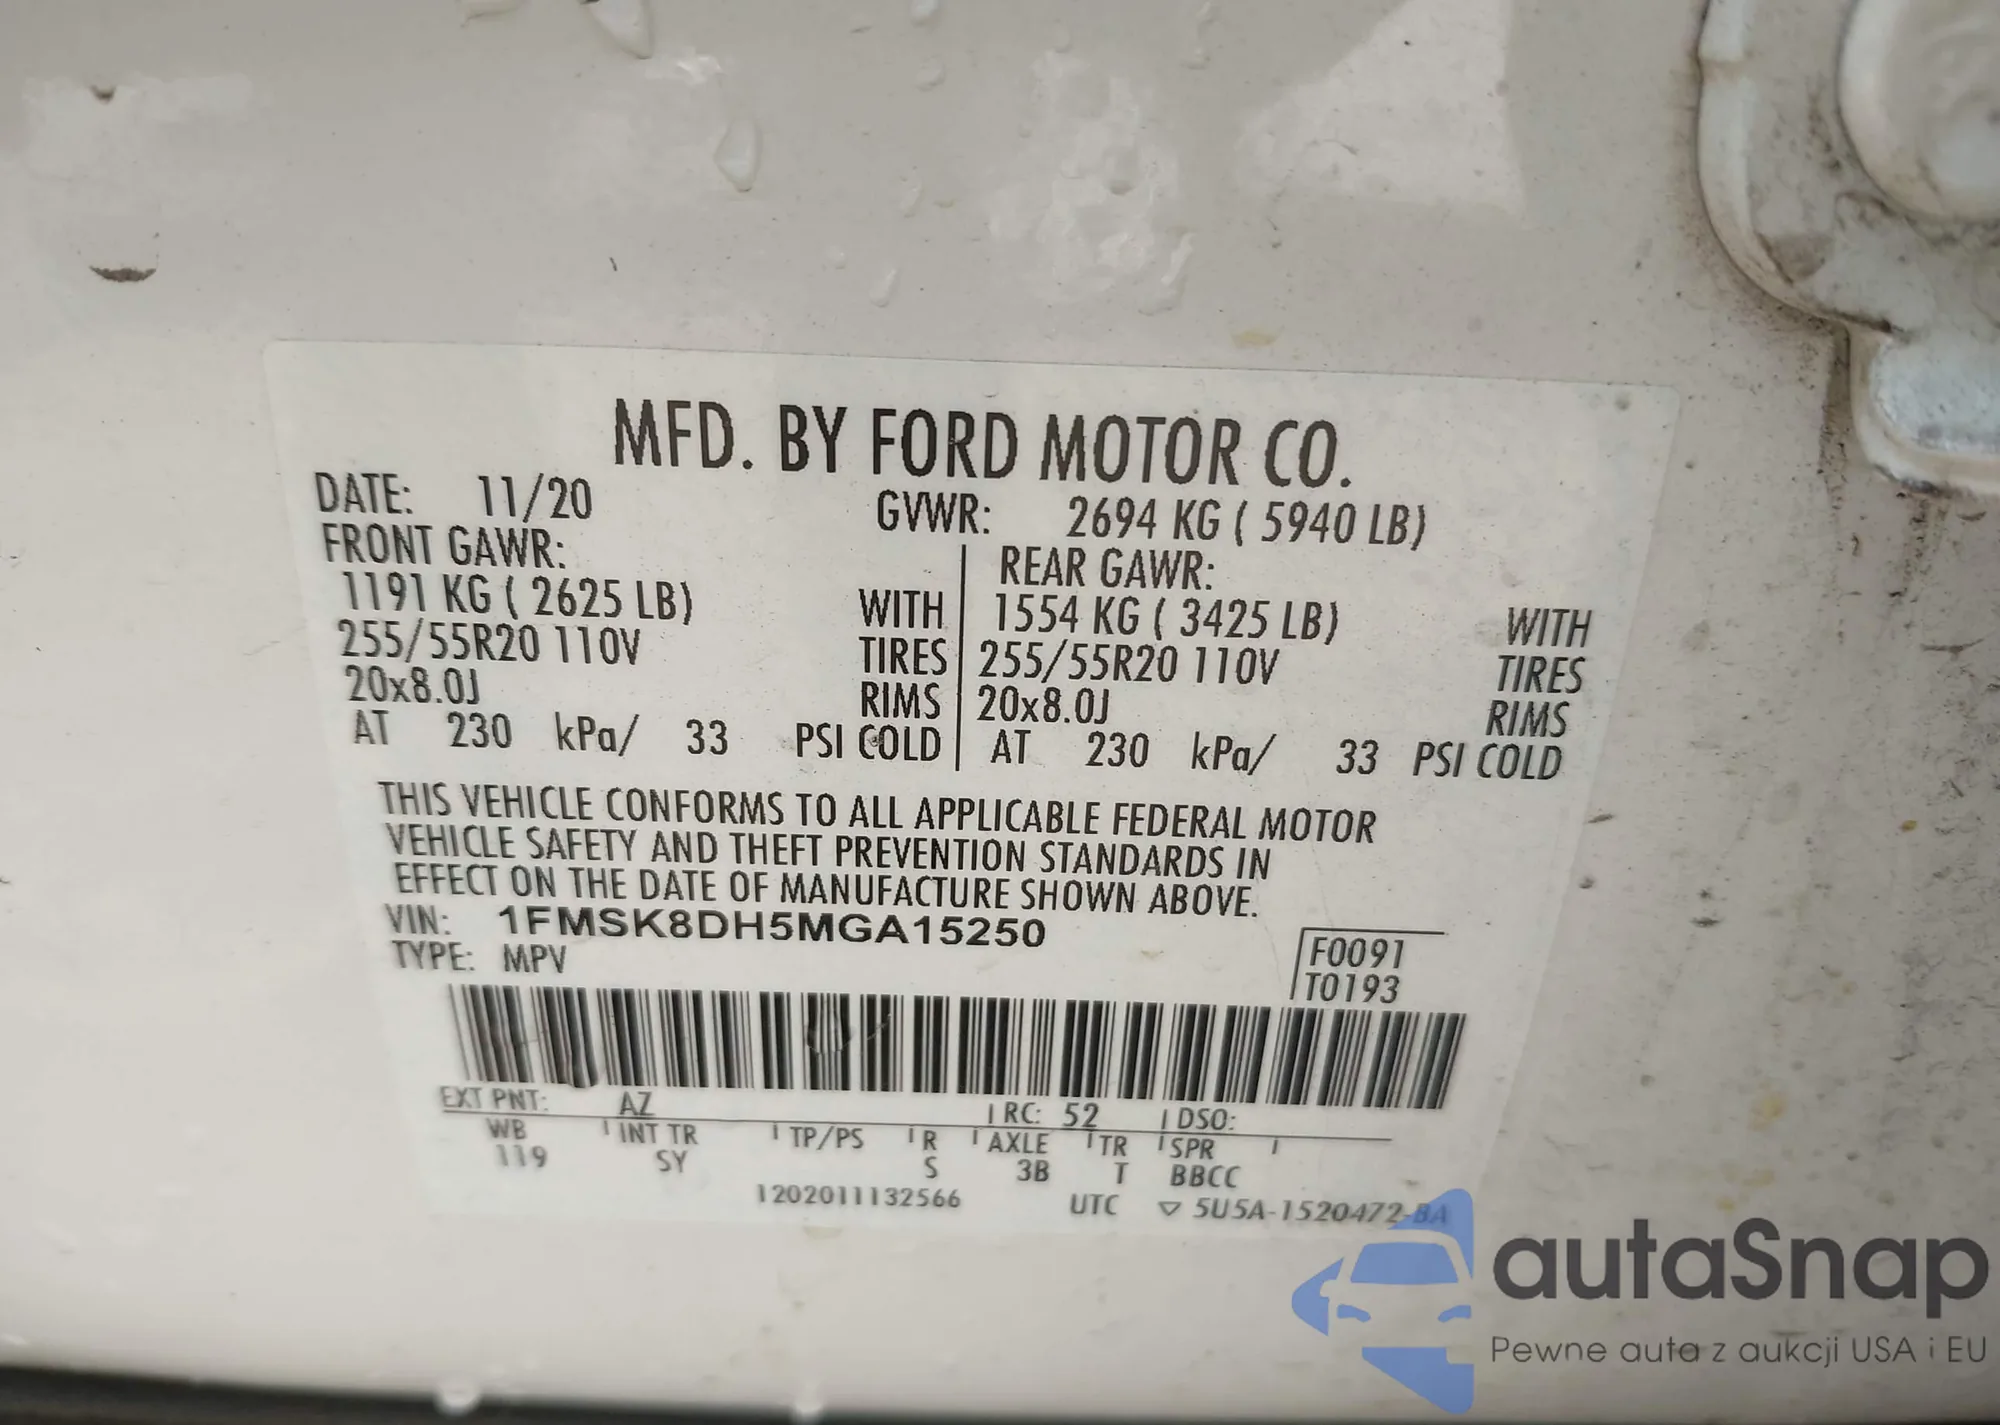 MFD. BY FORD MOTOR CO.
DATE: 11/20 GVWR: 2694 KG ( 5940 LB)
FRONT GAWR: REAR GAWR:
1191 KG ( 2625 LB) WITH 1554 KG ( 3425 LB) WITH
255/55R20 110V TIRES 255/55R20 110V TIRES
20x8.0J RIMS 20x8.0J RIMS
AT 230 kPa/ 33 PSI COLD AT 230 kPa/ 33 PSI COLD
THIS VEHICLE CONFORMS TO ALL APPLICABLE FEDERAL MOTOR
VEHICLE SAFETY AND THEFT PREVENTION STANDARDS IN
EFFECT ON THE DATE OF MANUFACTURE SHOWN ABOVE.
VIN: 1FMSK8DH5MGA15250
TYPE: MPV
F0091
T0193
EXT PNT: AZ RC: 52 DSO:
WB INT TR TP/PS R AXLE TR SPR
119 SY S 3B T BBCC
1202011132566 UTC ▽ 5U5A-1520472-BA
autaSnap
Pewne auta z aukcji USA i EU